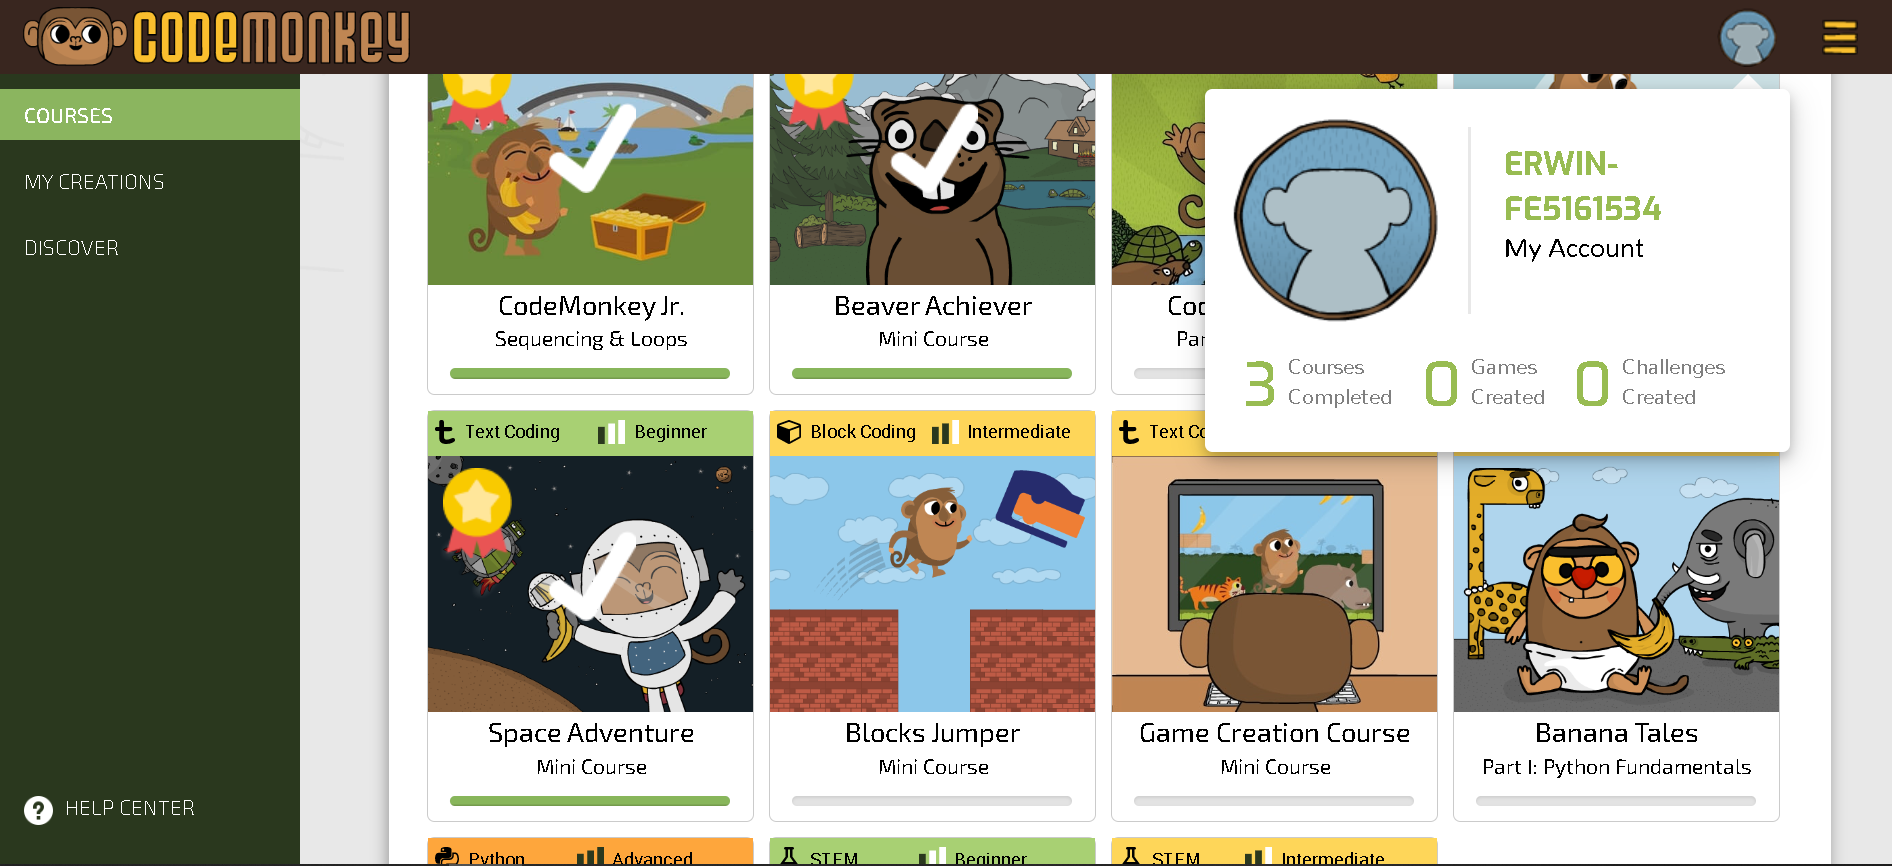 CODEMONKEY
COURSES
MY CREATIONS
DISCOVER
HELP CENTER
ERWIN-
FE5161534
My Account
3 Courses Completed
0 Games Created
0 Challenges Created
CodeMonkey Jr.
Sequencing & Loops
Beaver Achiever
Mini Course
Text Coding Beginner
Block Coding Intermediate
Space Adventure
Mini Course
Blocks Jumper
Mini Course
Game Creation Course
Mini Course
Banana Tales
Part I: Python Fundamentals
Python Advanced
STEM Beginner
STEM Intermediate